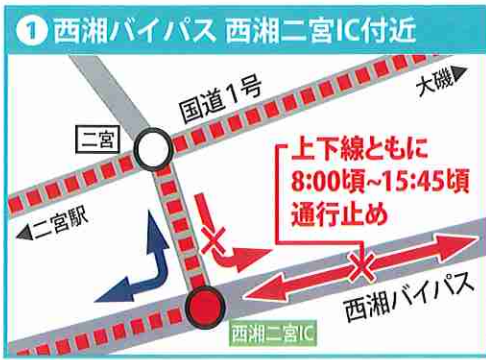 ❶西湘バイパス 西湘二宮IC付近
国道1号
大磯▶
二宮
上下線ともに
8:00頃~15:45頃
通行止め
◀二宮駅
西湘バイパス
西湘二宮IC